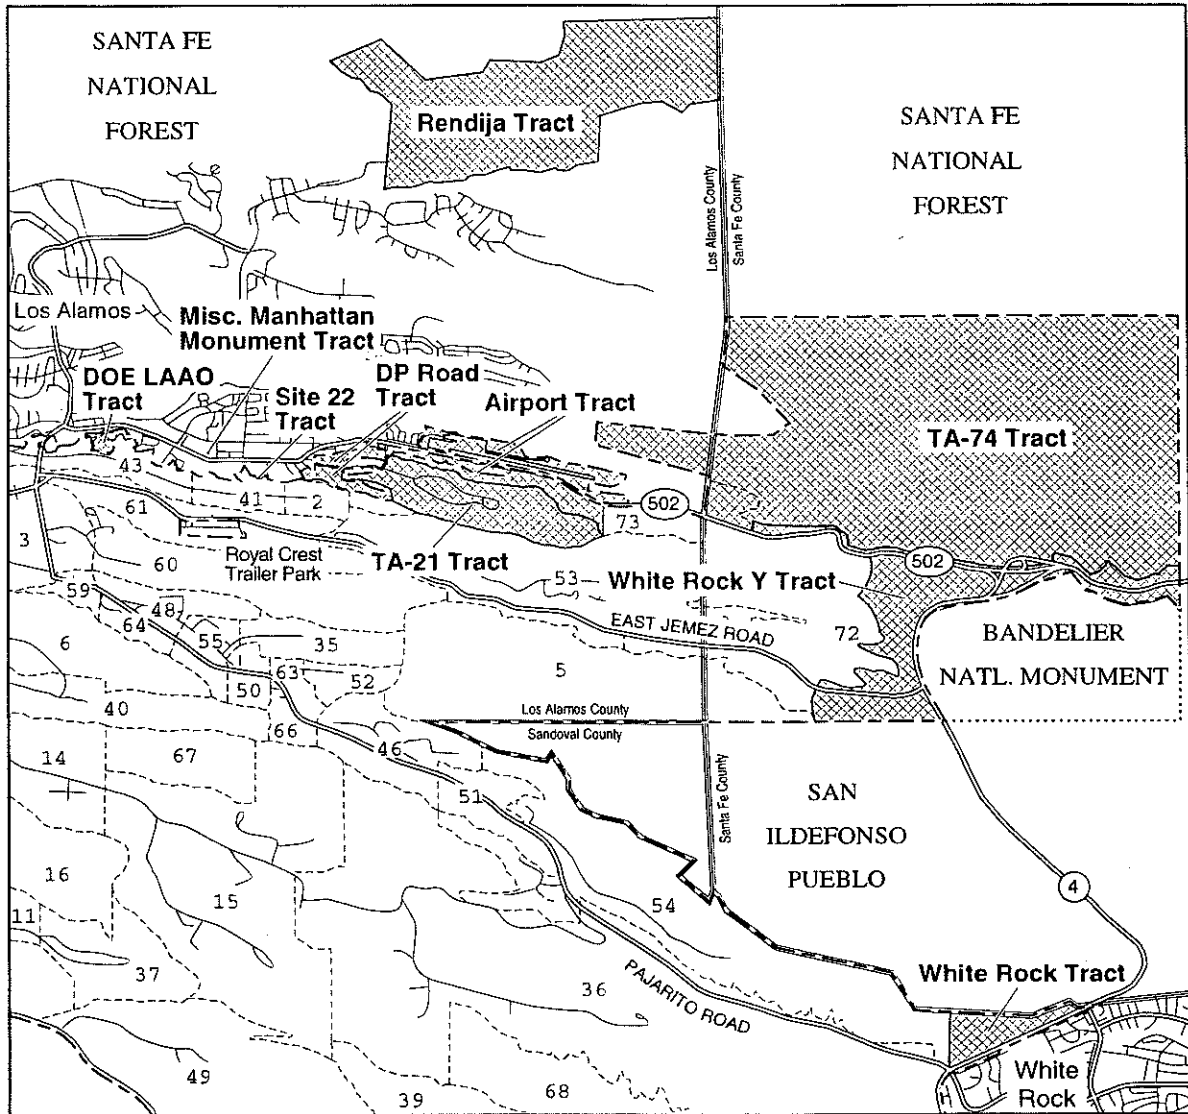 SANTA FE
NATIONAL
FOREST
Rendija Tract
SANTA FE
NATIONAL
FOREST
Los Alamos County
Santa Fe County
Los Alamos
Misc. Manhattan
Monument Tract
DOE LAAO
Tract
Site 22
Tract
DP Road
Tract
Airport Tract
TA-74 Tract
43
41
2
61
502
73
3
60
Royal Crest
Trailer Park
TA-21 Tract
53
White Rock Y Tract
502
59
48
64
55
35
EAST JEMEZ ROAD
72
BANDELIER
NATL. MONUMENT
6
63
50
52
5
40
66
Los Alamos County
Sandoval County
14
67
46
51
Santa Fe County
SAN
ILDEFONSO
PUEBLO
16
15
4
11
54
37
36
PAJARITO ROAD
White Rock Tract
49
39
68
White
Rock